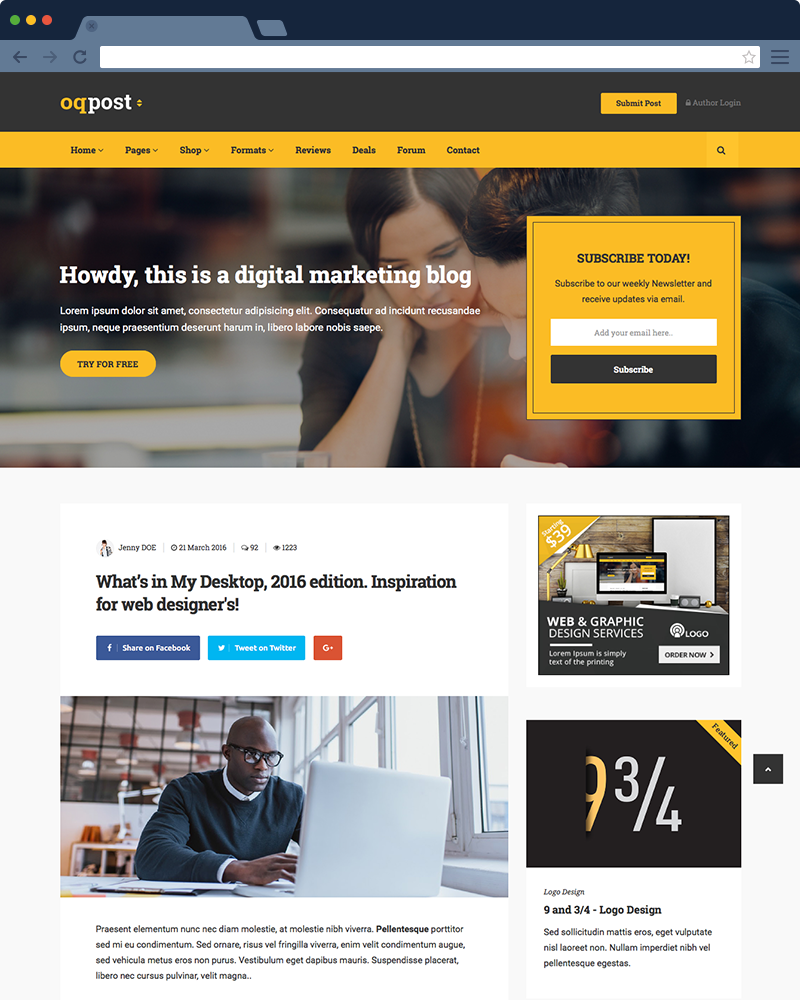 oqpost
Submit Post
Author Login
Home
Pages
Shop
Formats
Reviews
Deals
Forum
Contact
Howdy, this is a digital marketing blog
Lorem ipsum dolor sit amet, consectetur adipisicing elit. Consequatur ad incidunt recusandae
ipsum, neque praesentium deserunt harum in, libero labore nobis saepe.
TRY FOR FREE
SUBSCRIBE TODAY!
Subscribe to our weekly Newsletter and
receive updates via email.
Add your email here..
Subscribe
Jenny DOE
21 March 2016
92
1223
What's in My Desktop, 2016 edition. Inspiration
for web designer's!
Share on Facebook
Tweet on Twitter
G+
Praesent elementum nunc nec diam molestie, at molestie nibh viverra. Pellentesque porttitor
sed mi eu condimentum. Sed ornare, risus vel fringilla viverra, enim velit condimentum augue,
sed vehicula metus eros non purus. Vestibulum eget dapibus mauris. Suspendisse placerat,
libero nec cursus pulvinar, velit magna..
Starting
$39
WEB & GRAPHIC
DESIGN SERVICES
Lorem Ipsum is simply
text of the printing
LOGO
ORDER NOW
Featured
9 3/4
Logo Design
9 and 3/4 - Logo Design
Sed sollicitudin mattis eros, eget vulputate
nisl laoreet non. Nullam imperdiet nibh vel
pellentesque egestas.